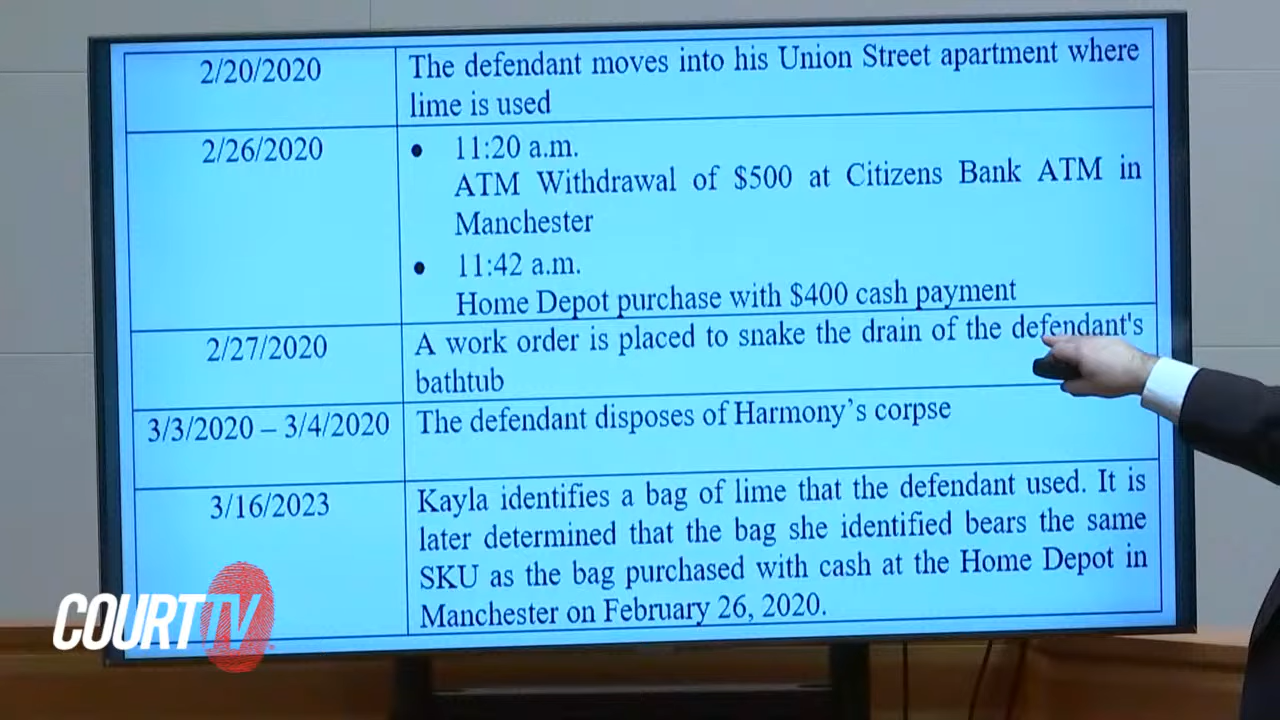 2/20/2020
The defendant moves into his Union Street apartment where
lime is used
2/26/2020
• 11:20 a.m.
ATM Withdrawal of $500 at Citizens Bank ATM in
Manchester
• 11:42 a.m.
Home Depot purchase with $400 cash payment
2/27/2020
A work order is placed to snake the drain of the defendant's
bathtub
3/3/2020 – 3/4/2020
The defendant disposes of Harmony's corpse
3/16/2023
Kayla identifies a bag of lime that the defendant used. It is
later determined that the bag she identified bears the same
SKU as the bag purchased with cash at the Home Depot in
Manchester on February 26, 2020.
COURT TV